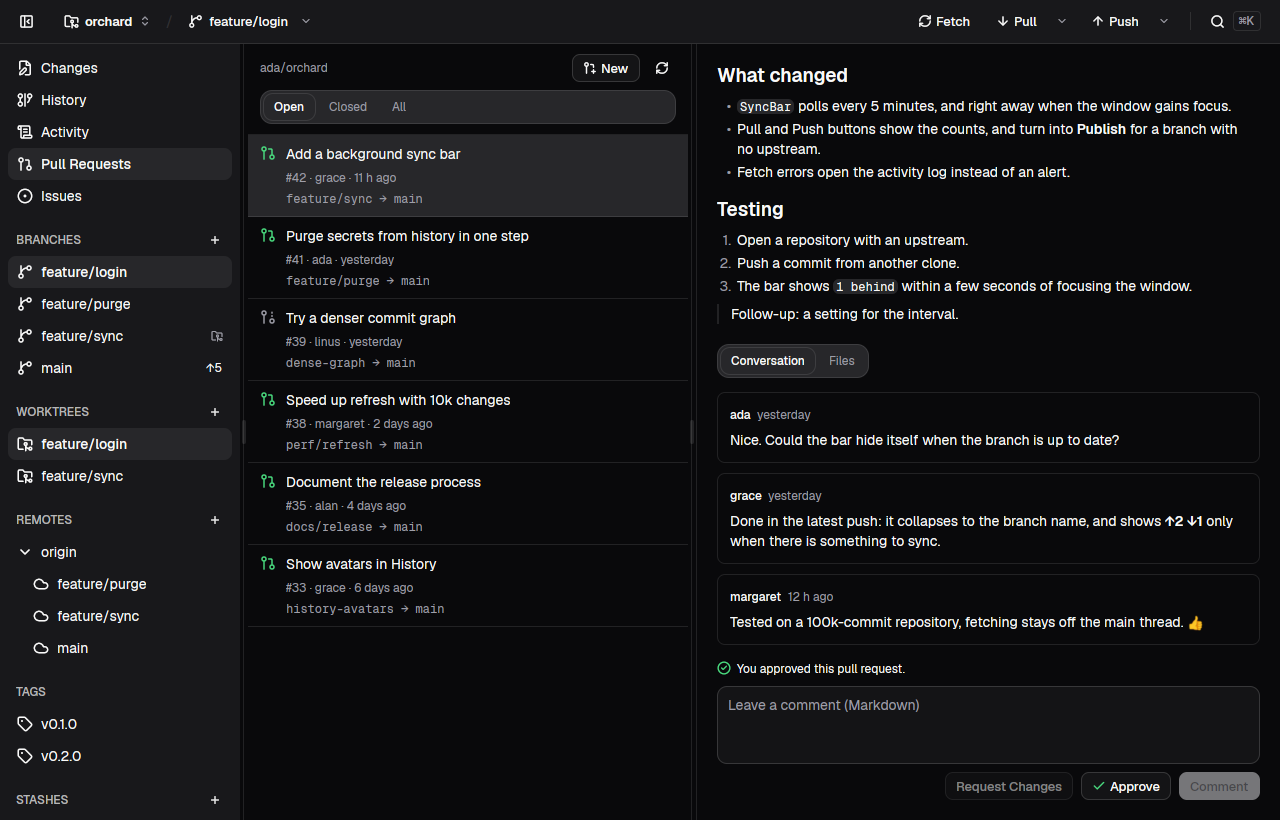 orchard / feature/login Fetch Pull Push ⌘K
Changes
History
Activity
Pull Requests
Issues
BRANCHES +
feature/login
feature/purge
feature/sync
main ↑5
WORKTREES +
feature/login
feature/sync
REMOTES +
origin
feature/purge
feature/sync
main
TAGS
v0.1.0
v0.2.0
STASHES +
ada/orchard New
Open Closed All
Add a background sync bar
#42 · grace · 11 h ago
feature/sync → main
Purge secrets from history in one step
#41 · ada · yesterday
feature/purge → main
Try a denser commit graph
#39 · linus · yesterday
dense-graph → main
Speed up refresh with 10k changes
#38 · margaret · 2 days ago
perf/refresh → main
Document the release process
#35 · alan · 4 days ago
docs/release → main
Show avatars in History
#33 · grace · 6 days ago
history-avatars → main
What changed
• SyncBar polls every 5 minutes, and right away when the window gains focus.
• Pull and Push buttons show the counts, and turn into Publish for a branch with
no upstream.
• Fetch errors open the activity log instead of an alert.
Testing
1. Open a repository with an upstream.
2. Push a commit from another clone.
3. The bar shows 1 behind within a few seconds of focusing the window.
Follow-up: a setting for the interval.
Conversation Files
ada yesterday
Nice. Could the bar hide itself when the branch is up to date?
grace yesterday
Done in the latest push: it collapses to the branch name, and shows ↑2 ↓1 only
when there is something to sync.
margaret 12 h ago
Tested on a 100k-commit repository, fetching stays off the main thread. 👍
You approved this pull request.
Leave a comment (Markdown)
Request Changes Approve Comment